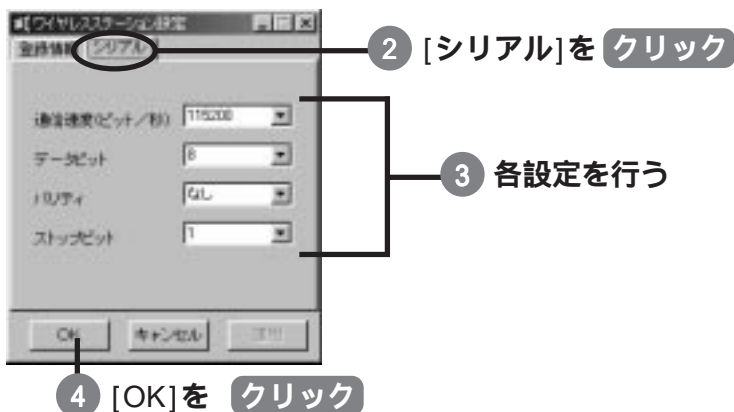 ワイヤレスステーション設定
登録情報 シリアル
2 [シリアル]を クリック
通信速度(ビット／秒) 115200
データビット 8
3 各設定を行う
パリティ なし
ストップビット 1
OK キャンセル
4 [OK]を クリック